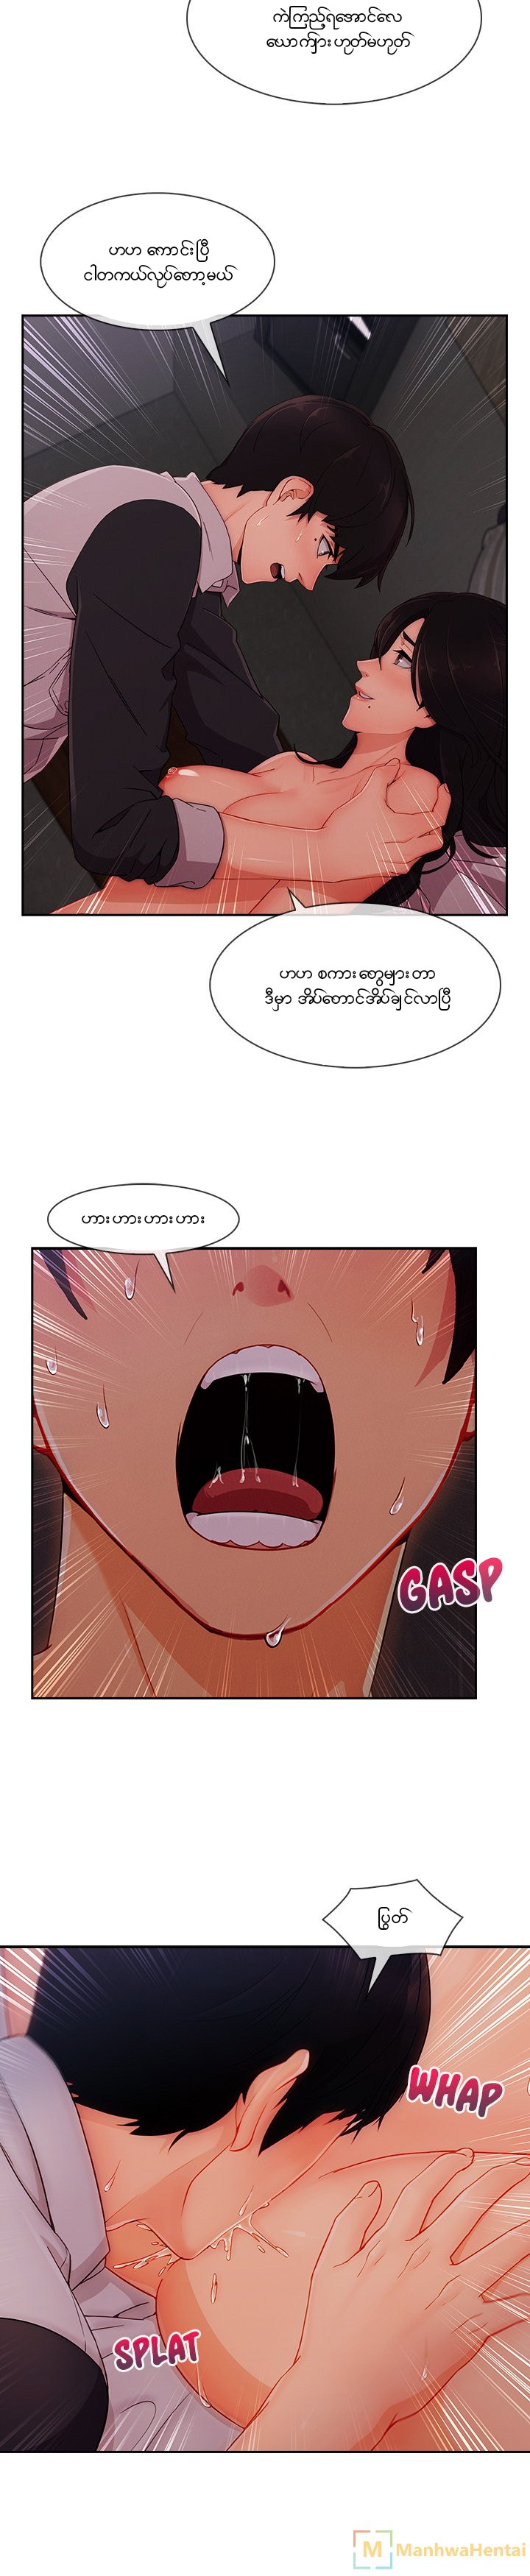 ကဲကြည့်ရအောင်လေ
ယောက်ျားဟုတ်မဟုတ်
ဟဟ ကောင်းပြီ
ငါတကယ်လုပ်တော့မယ်
ဟဟ စကားတွေများတာ
ဒီမှာ အိပ်တောင်အိပ်ချင်လာပြီ
ဟားဟားဟားဟား
GASP
ပြွတ်
WHAP
SPLAT
M ManhwaHentai